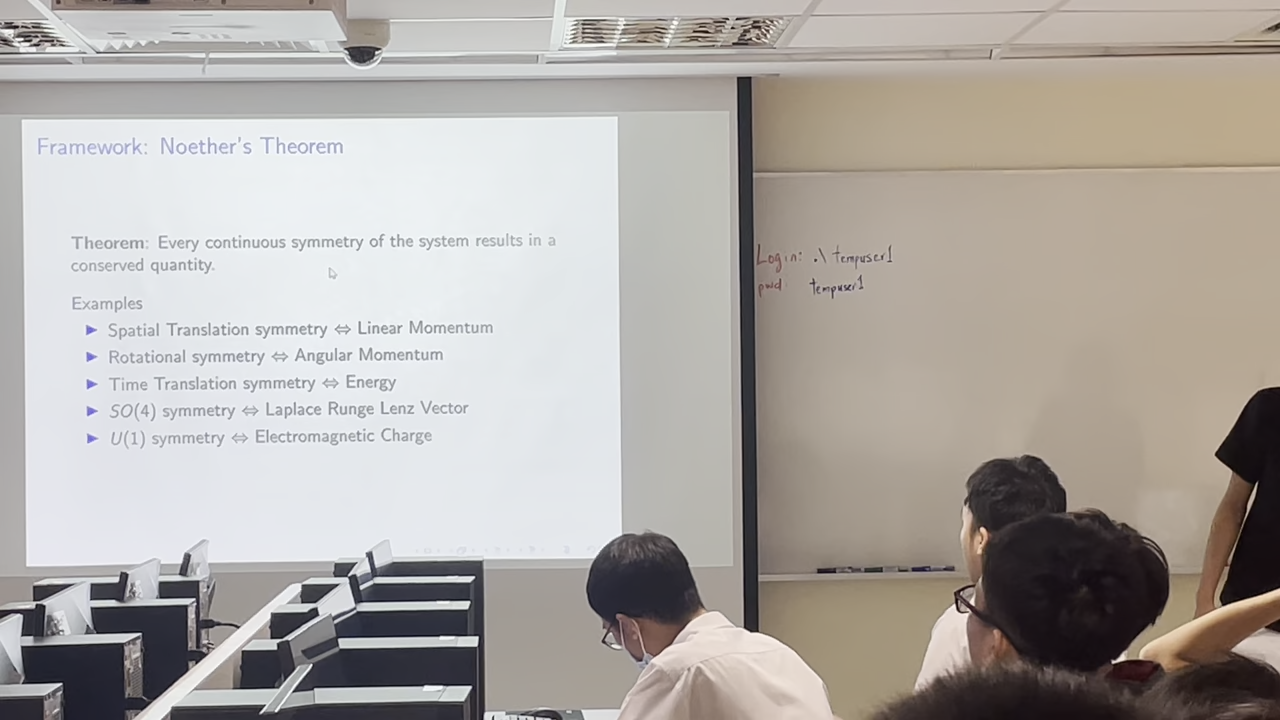 Framework: Noether's Theorem
Theorem: Every continuous symmetry of the system results in a
conserved quantity.
Examples
▶ Spatial Translation symmetry ⇔ Linear Momentum
▶ Rotational symmetry ⇔ Angular Momentum
▶ Time Translation symmetry ⇔ Energy
▶ SO(4) symmetry ⇔ Laplace Runge Lenz Vector
▶ U(1) symmetry ⇔ Electromagnetic Charge
Login: .\tempuser1
pwd: tempuser1